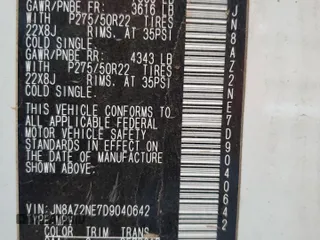 GAWR/PNBE FR: 3616 LB
WITH P275/50R22 TIRES
22X8J RIMS. AT 35PSI
COLD SINGLE.
GAWR/PNBE RR: 4343 LB
WITH P275/50R22 TIRES
22X8J RIMS. AT 35PSI
COLD SINGLE.
THIS VEHICLE CONFORMS
TO ALL APPLICABLE FEDERAL
MOTOR VEHICLE SAFETY
STANDARDS IN EFFECT ON
THE DATE OF MANUFACTURE
SHOWN ABOVE.
VIN: JN8AZ2NE7D9040642
COLOR TRIM TRANS
JN8AZ2NE7D9040642